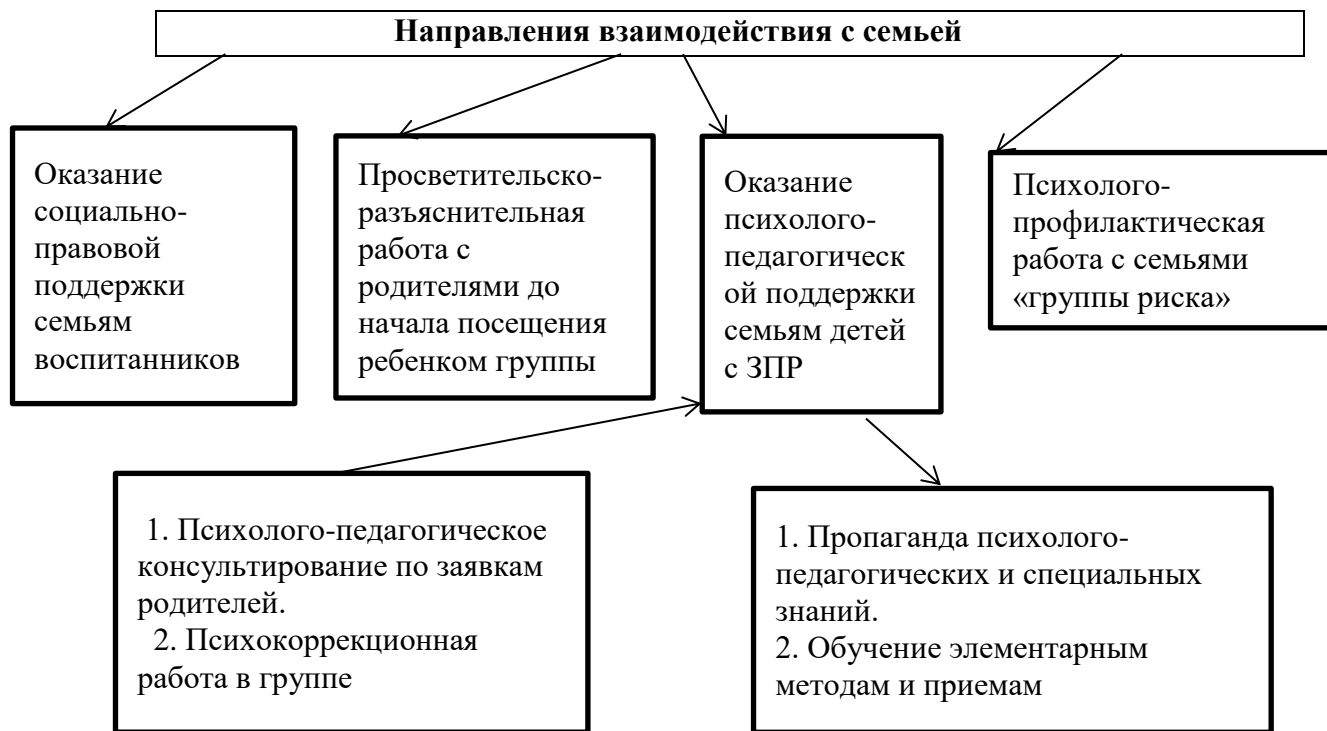 Направления взаимодействия с семьей
Оказание
социально-
правовой
поддержки
семьям
воспитанников
Просветительско-
разъяснительная
работа с
родителями до
начала посещения
ребенком группы
Оказание
психолого-
педагогическ
ой поддержки
семьям детей
с ЗПР
Психолого-
профилактическая
работа с семьями
«группы риска»
1. Психолого-педагогическое
консультирование по заявкам
родителей.
2. Психокоррекционная
работа в группе
1. Пропаганда психолого-
педагогических и специальных
знаний.
2. Обучение элементарным
методам и приемам